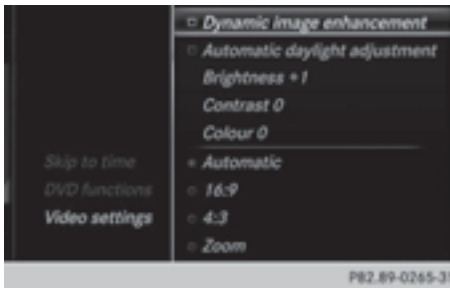 Dynamic image enhancement
Automatic daylight adjustment
Brightness +1
Contrast 0
Colour 0
Skip to time
Automatic
DVD functions
16:9
Video settings
4:3
Zoom
P82.89-0265-31